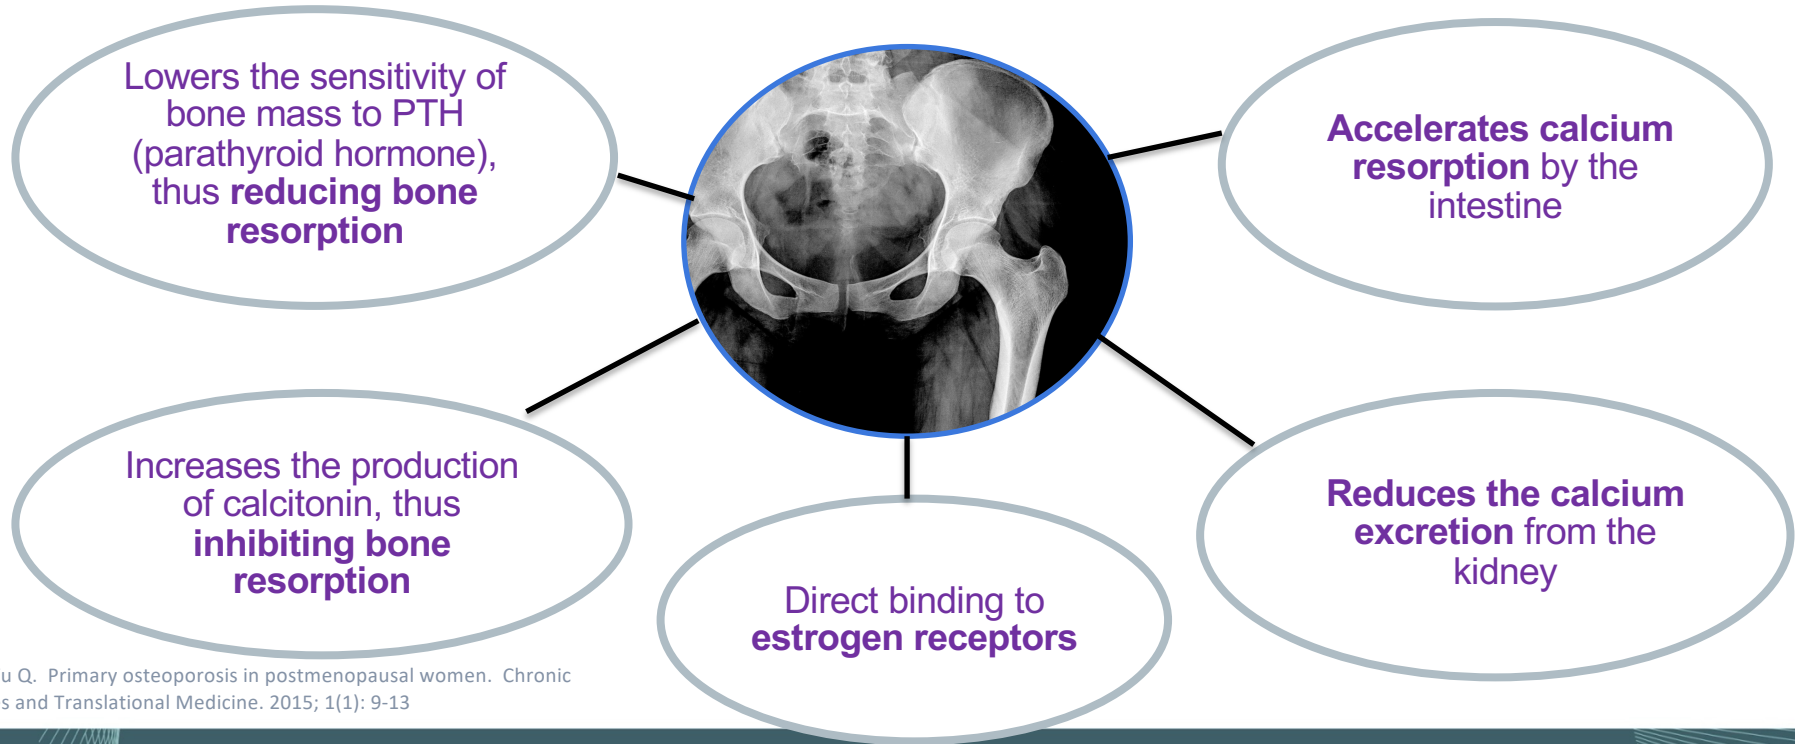 Lowers the sensitivity of
bone mass to PTH
(parathyroid hormone),
thus reducing bone
resorption
Accelerates calcium
resorption by the
intestine
Increases the production
of calcitonin, thus
inhibiting bone
resorption
Direct binding to
estrogen receptors
Reduces the calcium
excretion from the
kidney
u Q. Primary osteoporosis in postmenopausal women. Chronic
s and Translational Medicine. 2015; 1(1): 9-13